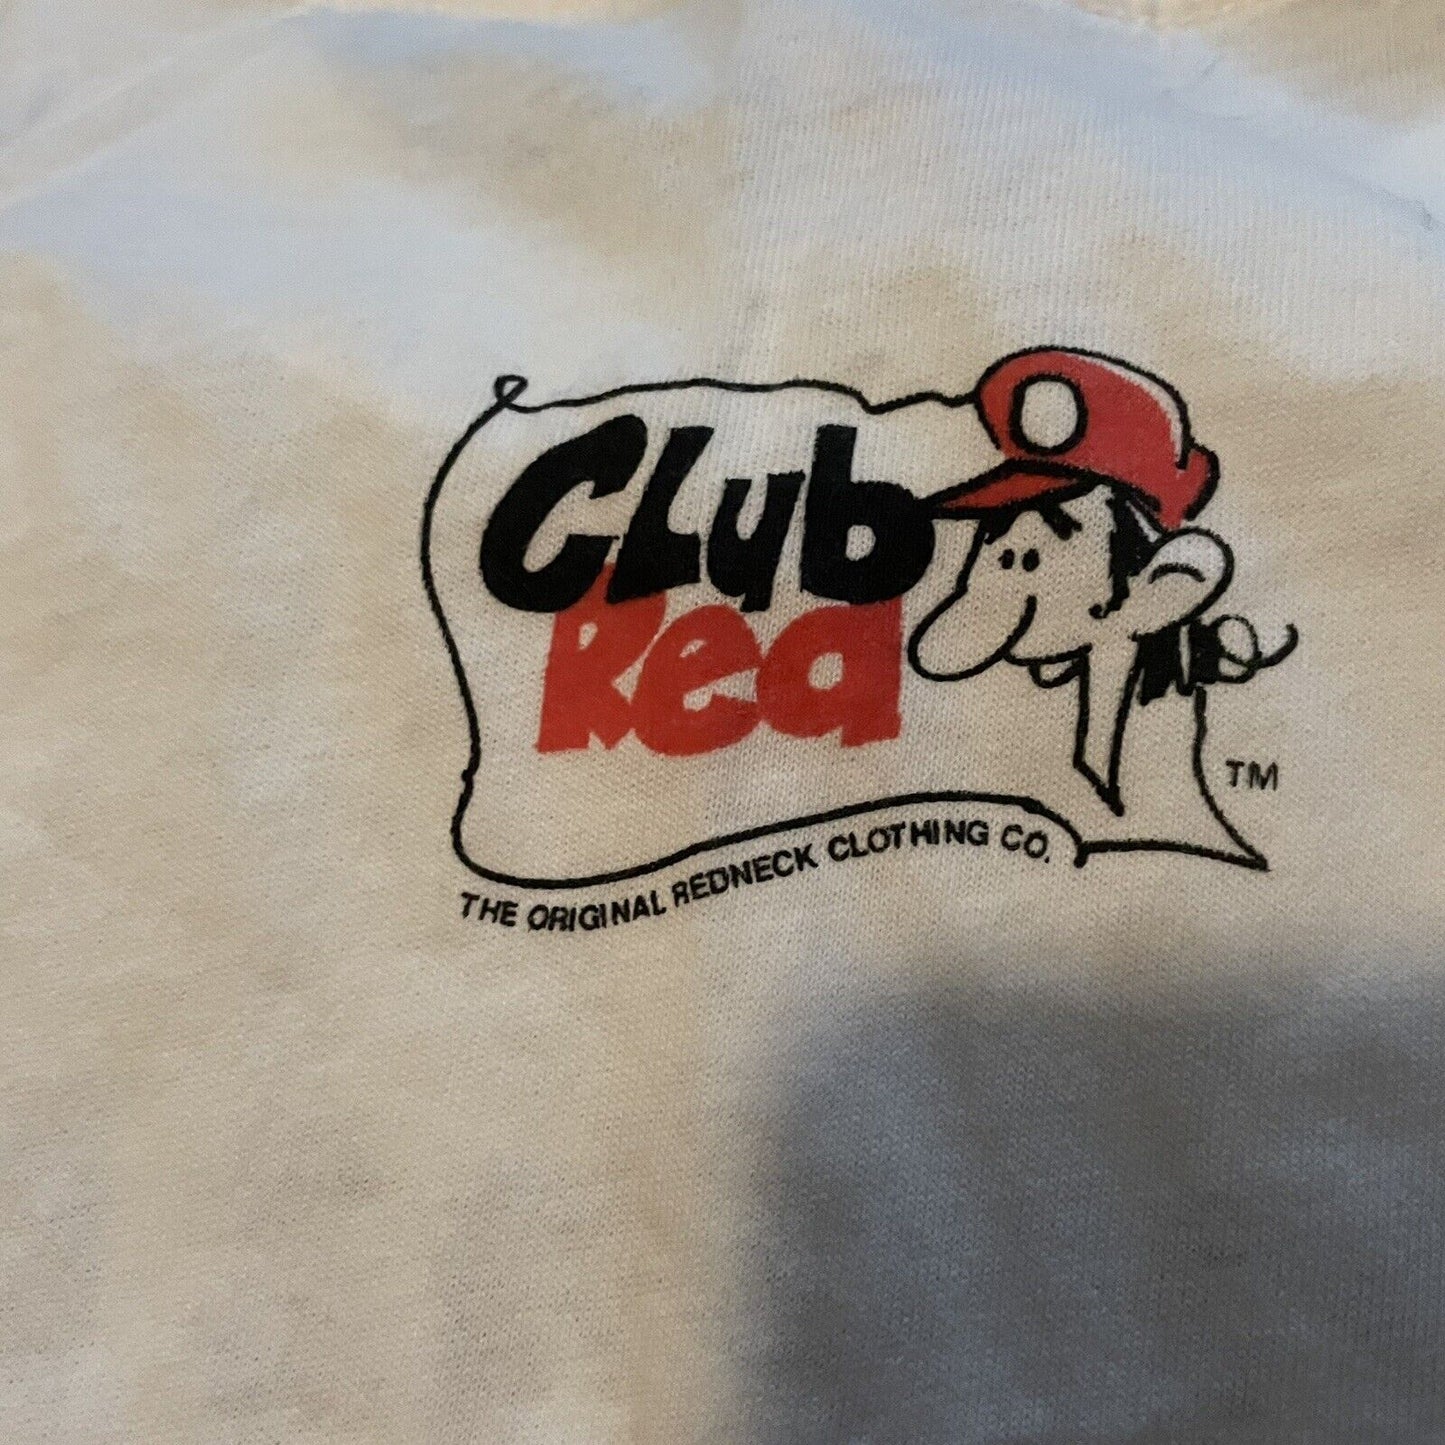 Club
Red
TM
THE ORIGINAL REDNECK CLOTHING CO.